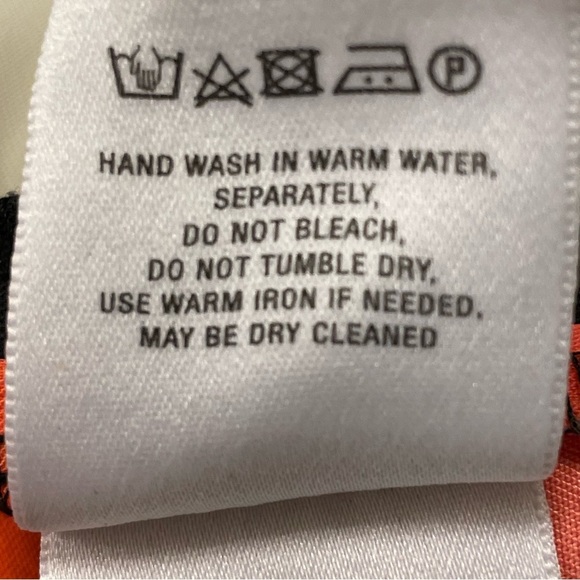 P
HAND WASH IN WARM WATER,
SEPARATELY,
DO NOT BLEACH,
DO NOT TUMBLE DRY,
USE WARM IRON IF NEEDED,
MAY BE DRY CLEANED